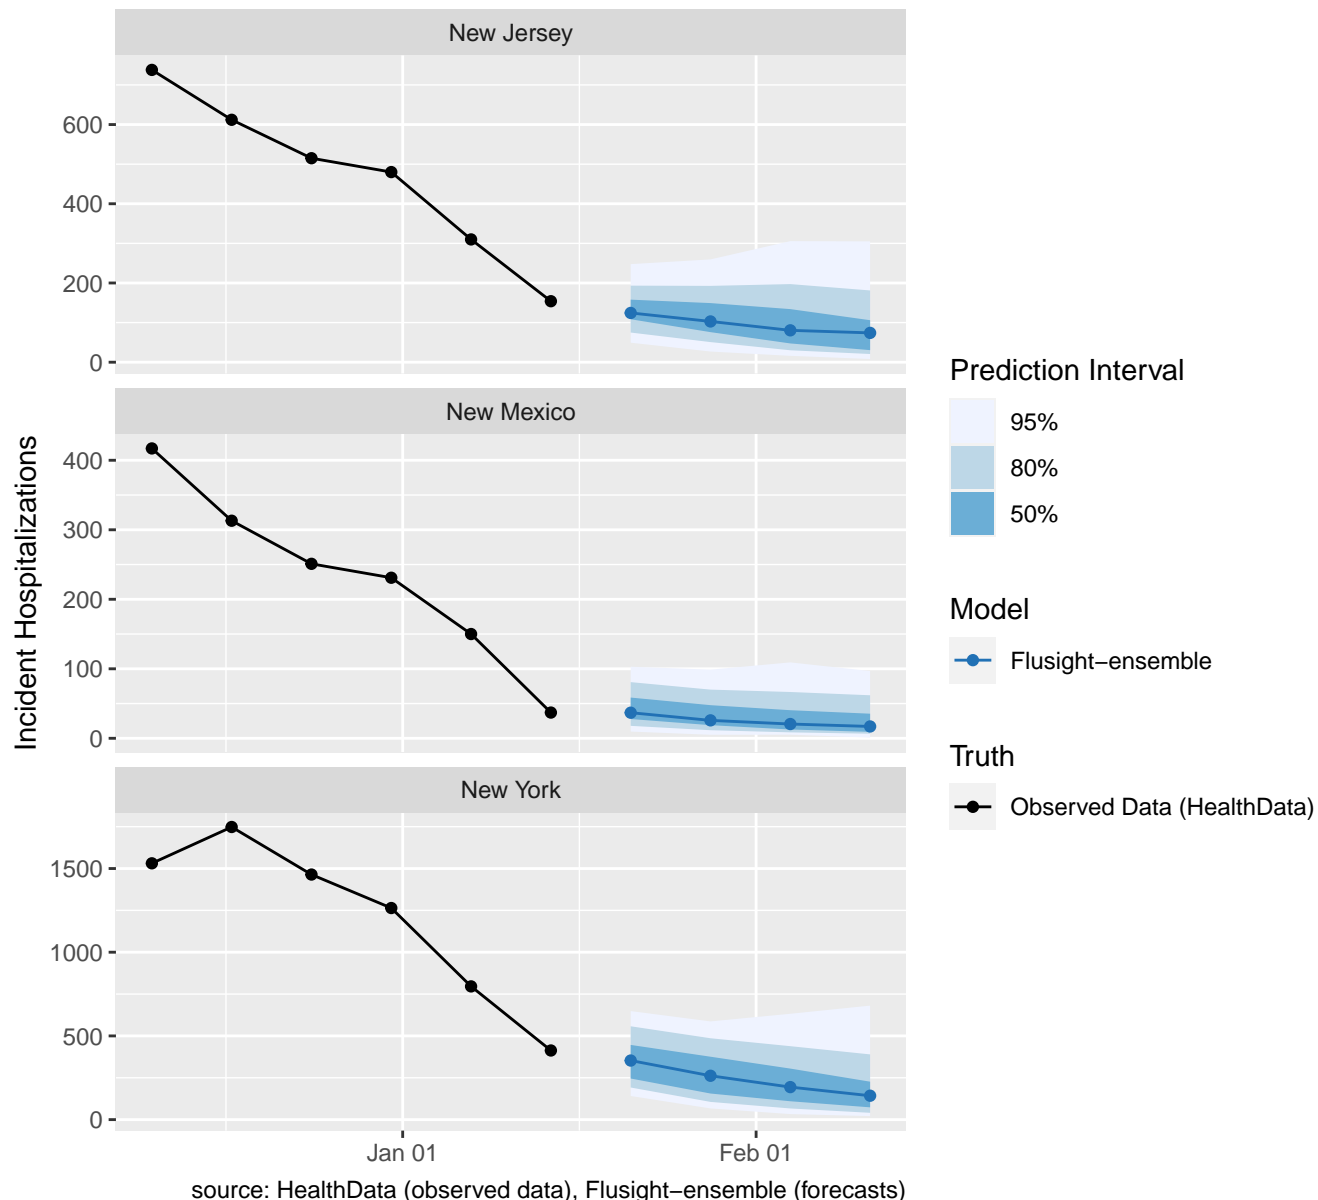 New Jersey
600
400
200
0
New Mexico
400
300
200
100
0
New York
1500
1000
500
0
Jan 01
Feb 01
Incident Hospitalizations
source: HealthData (observed data), Flusight−ensemble (forecasts)
Prediction Interval
95%
80%
50%
Model
Flusight−ensemble
Truth
Observed Data (HealthData)